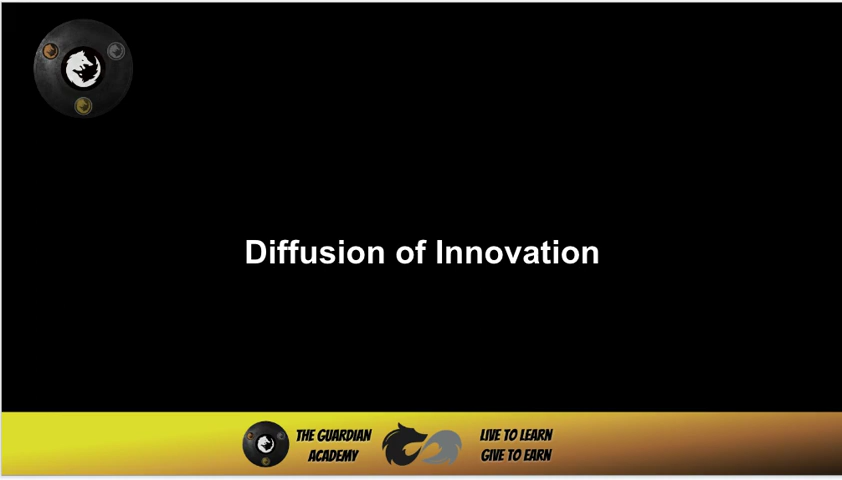 Diffusion of Innovation
THE GUARDIAN
ACADEMY
LIVE TO LEARN
GIVE TO EARN